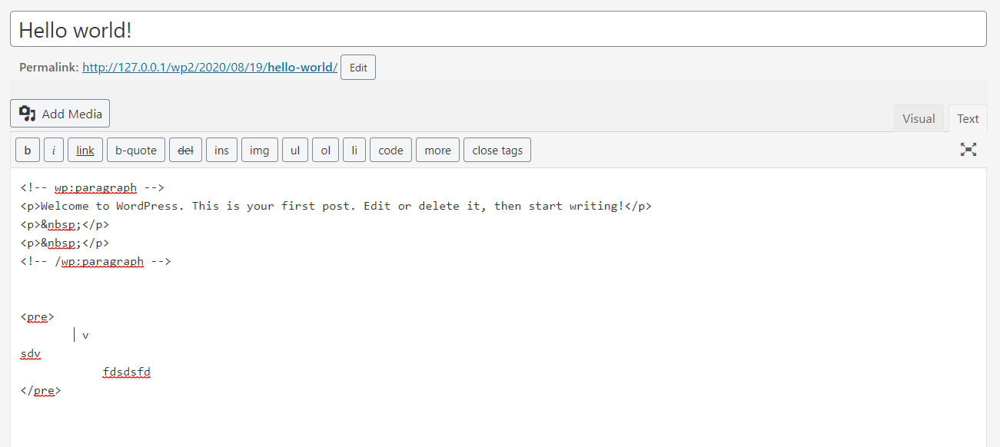 Hello world!
Permalink: http://127.0.0.1/wp2/2020/08/19/hello-world/ Edit
Add Media
Visual Text
b i link b-quote del ins img ul ol li code more close tags
<!-- wp:paragraph -->
<p>Welcome to WordPress. This is your first post. Edit or delete it, then start writing!</p>
<p>&nbsp;</p>
<p>&nbsp;</p>
<!-- /wp:paragraph -->
<pre>
v
sdv
fdsdsfd
</pre>